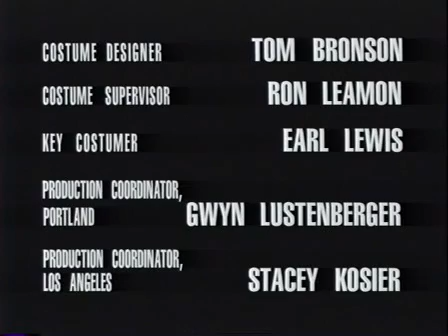 COSTUME DESIGNER TOM BRONSON
COSTUME SUPERVISOR RON LEAMON
KEY COSTUMER EARL LEWIS
PRODUCTION COORDINATOR,
PORTLAND GWYN LUSTENBERGER
PRODUCTION COORDINATOR,
LOS ANGELES STACEY KOSIER